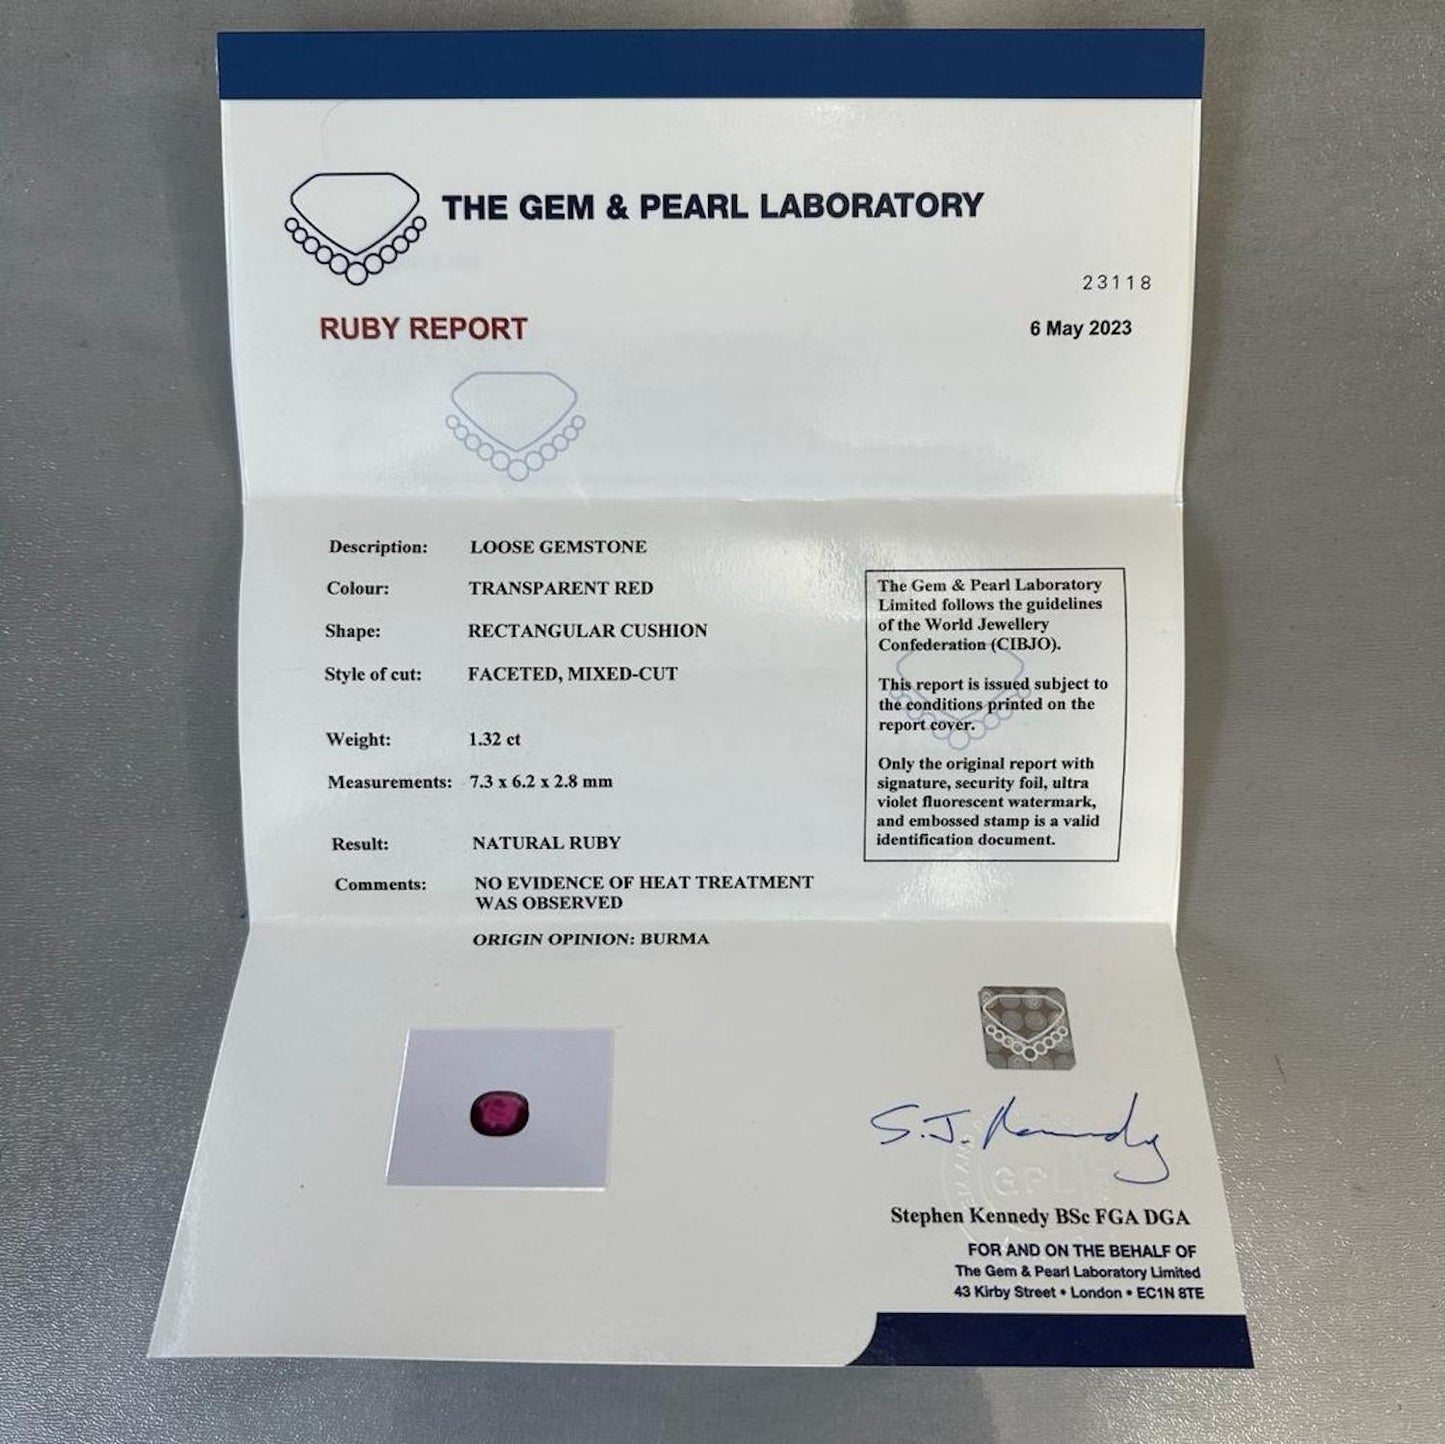 THE GEM & PEARL LABORATORY
23118
RUBY REPORT
6 May 2023
Description: LOOSE GEMSTONE
Colour: TRANSPARENT RED
Shape: RECTANGULAR CUSHION
Style of cut: FACETED, MIXED-CUT
Weight: 1.32 ct
Measurements: 7.3 x 6.2 x 2.8 mm
Result: NATURAL RUBY
Comments: NO EVIDENCE OF HEAT TREATMENT
WAS OBSERVED
ORIGIN OPINION: BURMA
The Gem & Pearl Laboratory
Limited follows the guidelines
of the World Jewellery
Confederation (CIBJO).
This report is issued subject to
the conditions printed on the
report cover.
Only the original report with
signature, security foil, ultra
violet fluorescent watermark,
and embossed stamp is a valid
identification document.
S.J. Kennedy
GPL
Stephen Kennedy BSc FGA DGA
FOR AND ON THE BEHALF OF
The Gem & Pearl Laboratory Limited
43 Kirby Street • London • EC1N 8TE